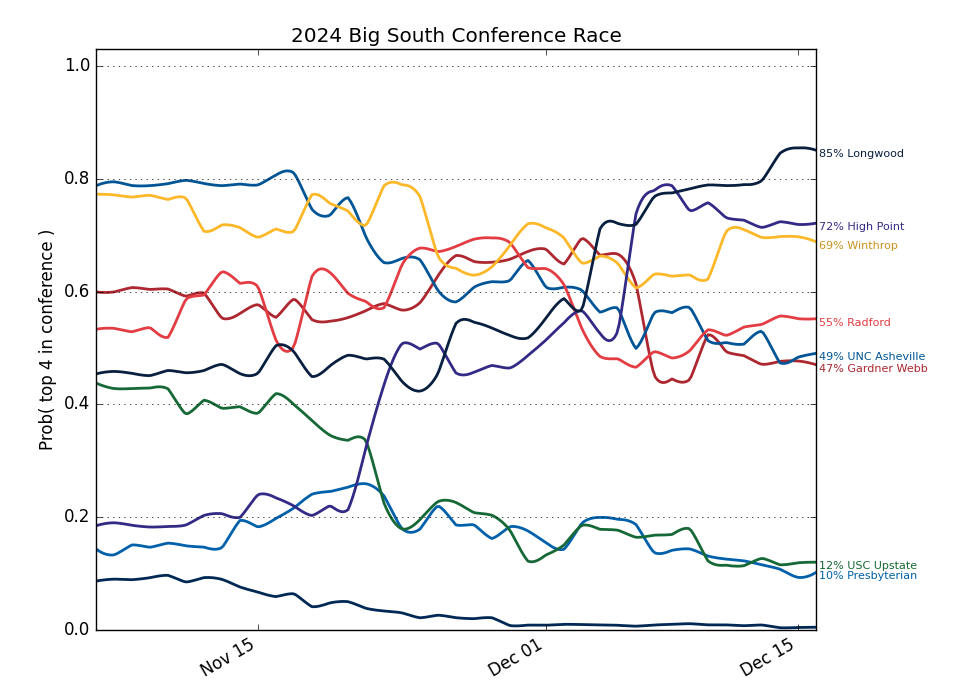 2024 Big South Conference Race
Prob( top 4 in conference )
1.0
0.8
0.6
0.4
0.2
0.0
Nov 15
Dec 01
Dec 15
85% Longwood
72% High Point
69% Winthrop
55% Radford
49% UNC Asheville
47% Gardner Webb
12% USC Upstate
10% Presbyterian